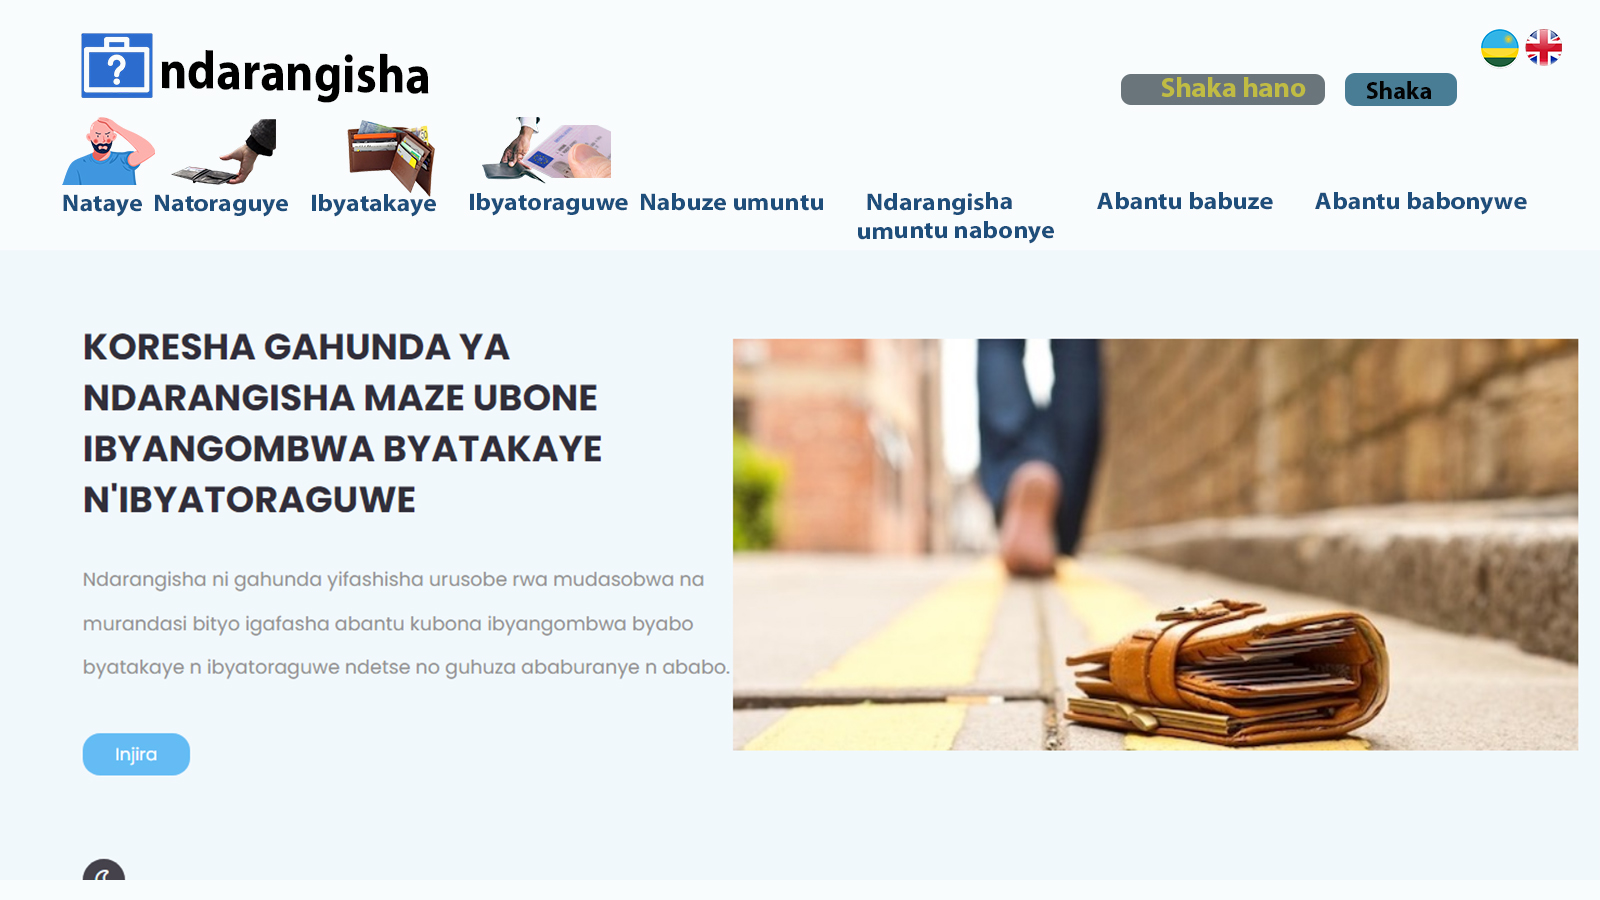 ndarangisha
Shaka hano
Shaka
Nataye
Natoraguye
Ibyatakaye
Ibyatoraguwe
Nabuze umuntu
Ndarangisha
umuntu nabonye
Abantu babuze
Abantu babonywe
KORESHA GAHUNDA YA
NDARANGISHA MAZE UBONE
IBYANGOMBWA BYATAKAYE
N'IBYATORAGUWE
Ndarangisha ni gahunda yifashisha urusobe rwa mudasobwa na
murandasi bityo igafasha abantu kubona ibyangombwa byabo
byatakaye n ibyatoraguwe ndetse no guhuza ababuranye n ababo.
Injira